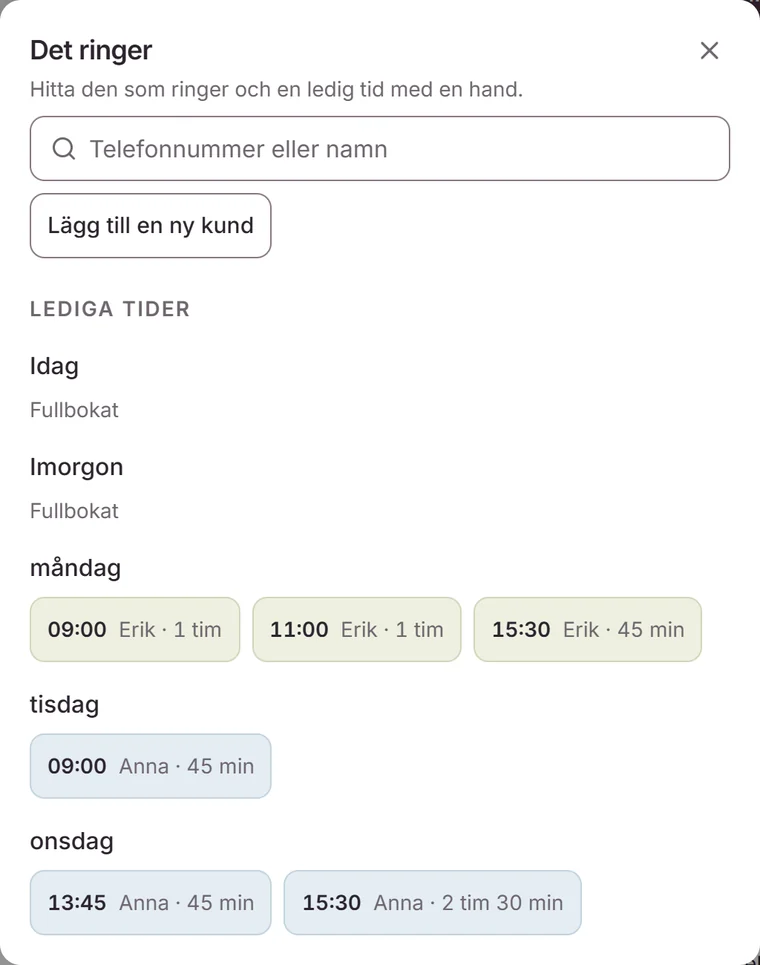 Det ringer
Hitta den som ringer och en ledig tid med en hand.
Telefonnummer eller namn
Lägg till en ny kund
LEDIGA TIDER
Idag
Fullbokat
Imorgon
Fullbokat
måndag
09:00 Erik · 1 tim 11:00 Erik · 1 tim 15:30 Erik · 45 min
tisdag
09:00 Anna · 45 min
onsdag
13:45 Anna · 45 min 15:30 Anna · 2 tim 30 min